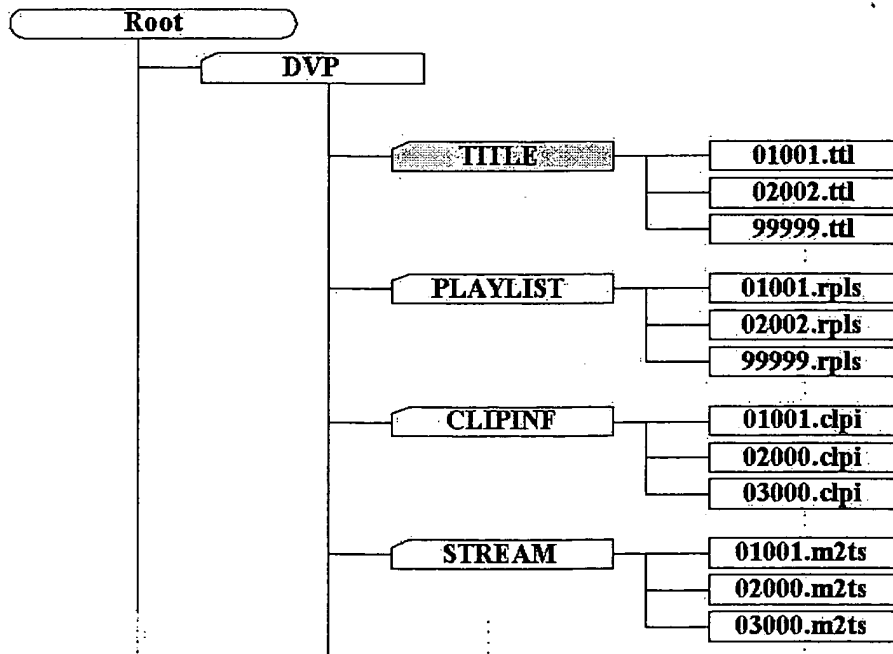 Root
DVP
TITLE
01001.ttl
02002.ttl
99999.ttl
PLAYLIST
01001.rpls
02002.rpls
99999.rpls
CLIPINF
01001.clpi
02000.clpi
03000.clpi
STREAM
01001.m2ts
02000.m2ts
03000.m2ts